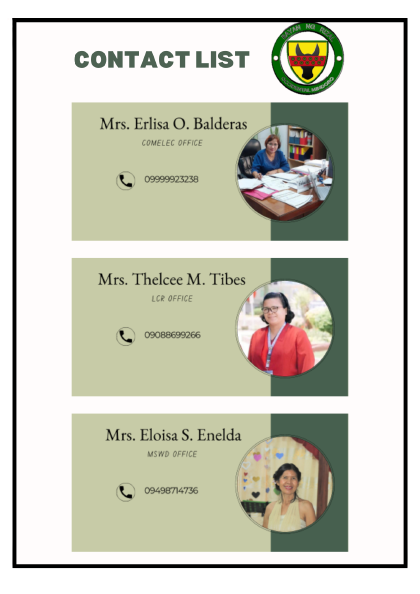 CONTACT LIST
Mrs. Erlisa O. Balderas
COMELEC OFFICE
09999923238
Mrs. Thelcee M. Tibes
LCR OFFICE
09088699266
Mrs. Eloisa S. Enelda
MSWD OFFICE
09498714736